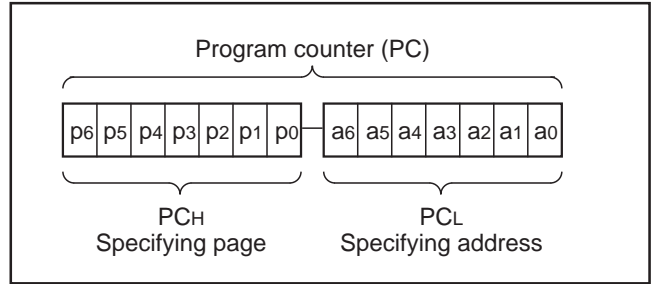 Program counter (PC)
p6 p5 p4 p3 p2 p1 p0 a6 a5 a4 a3 a2 a1 a0
PCH PCL
Specifying page Specifying address